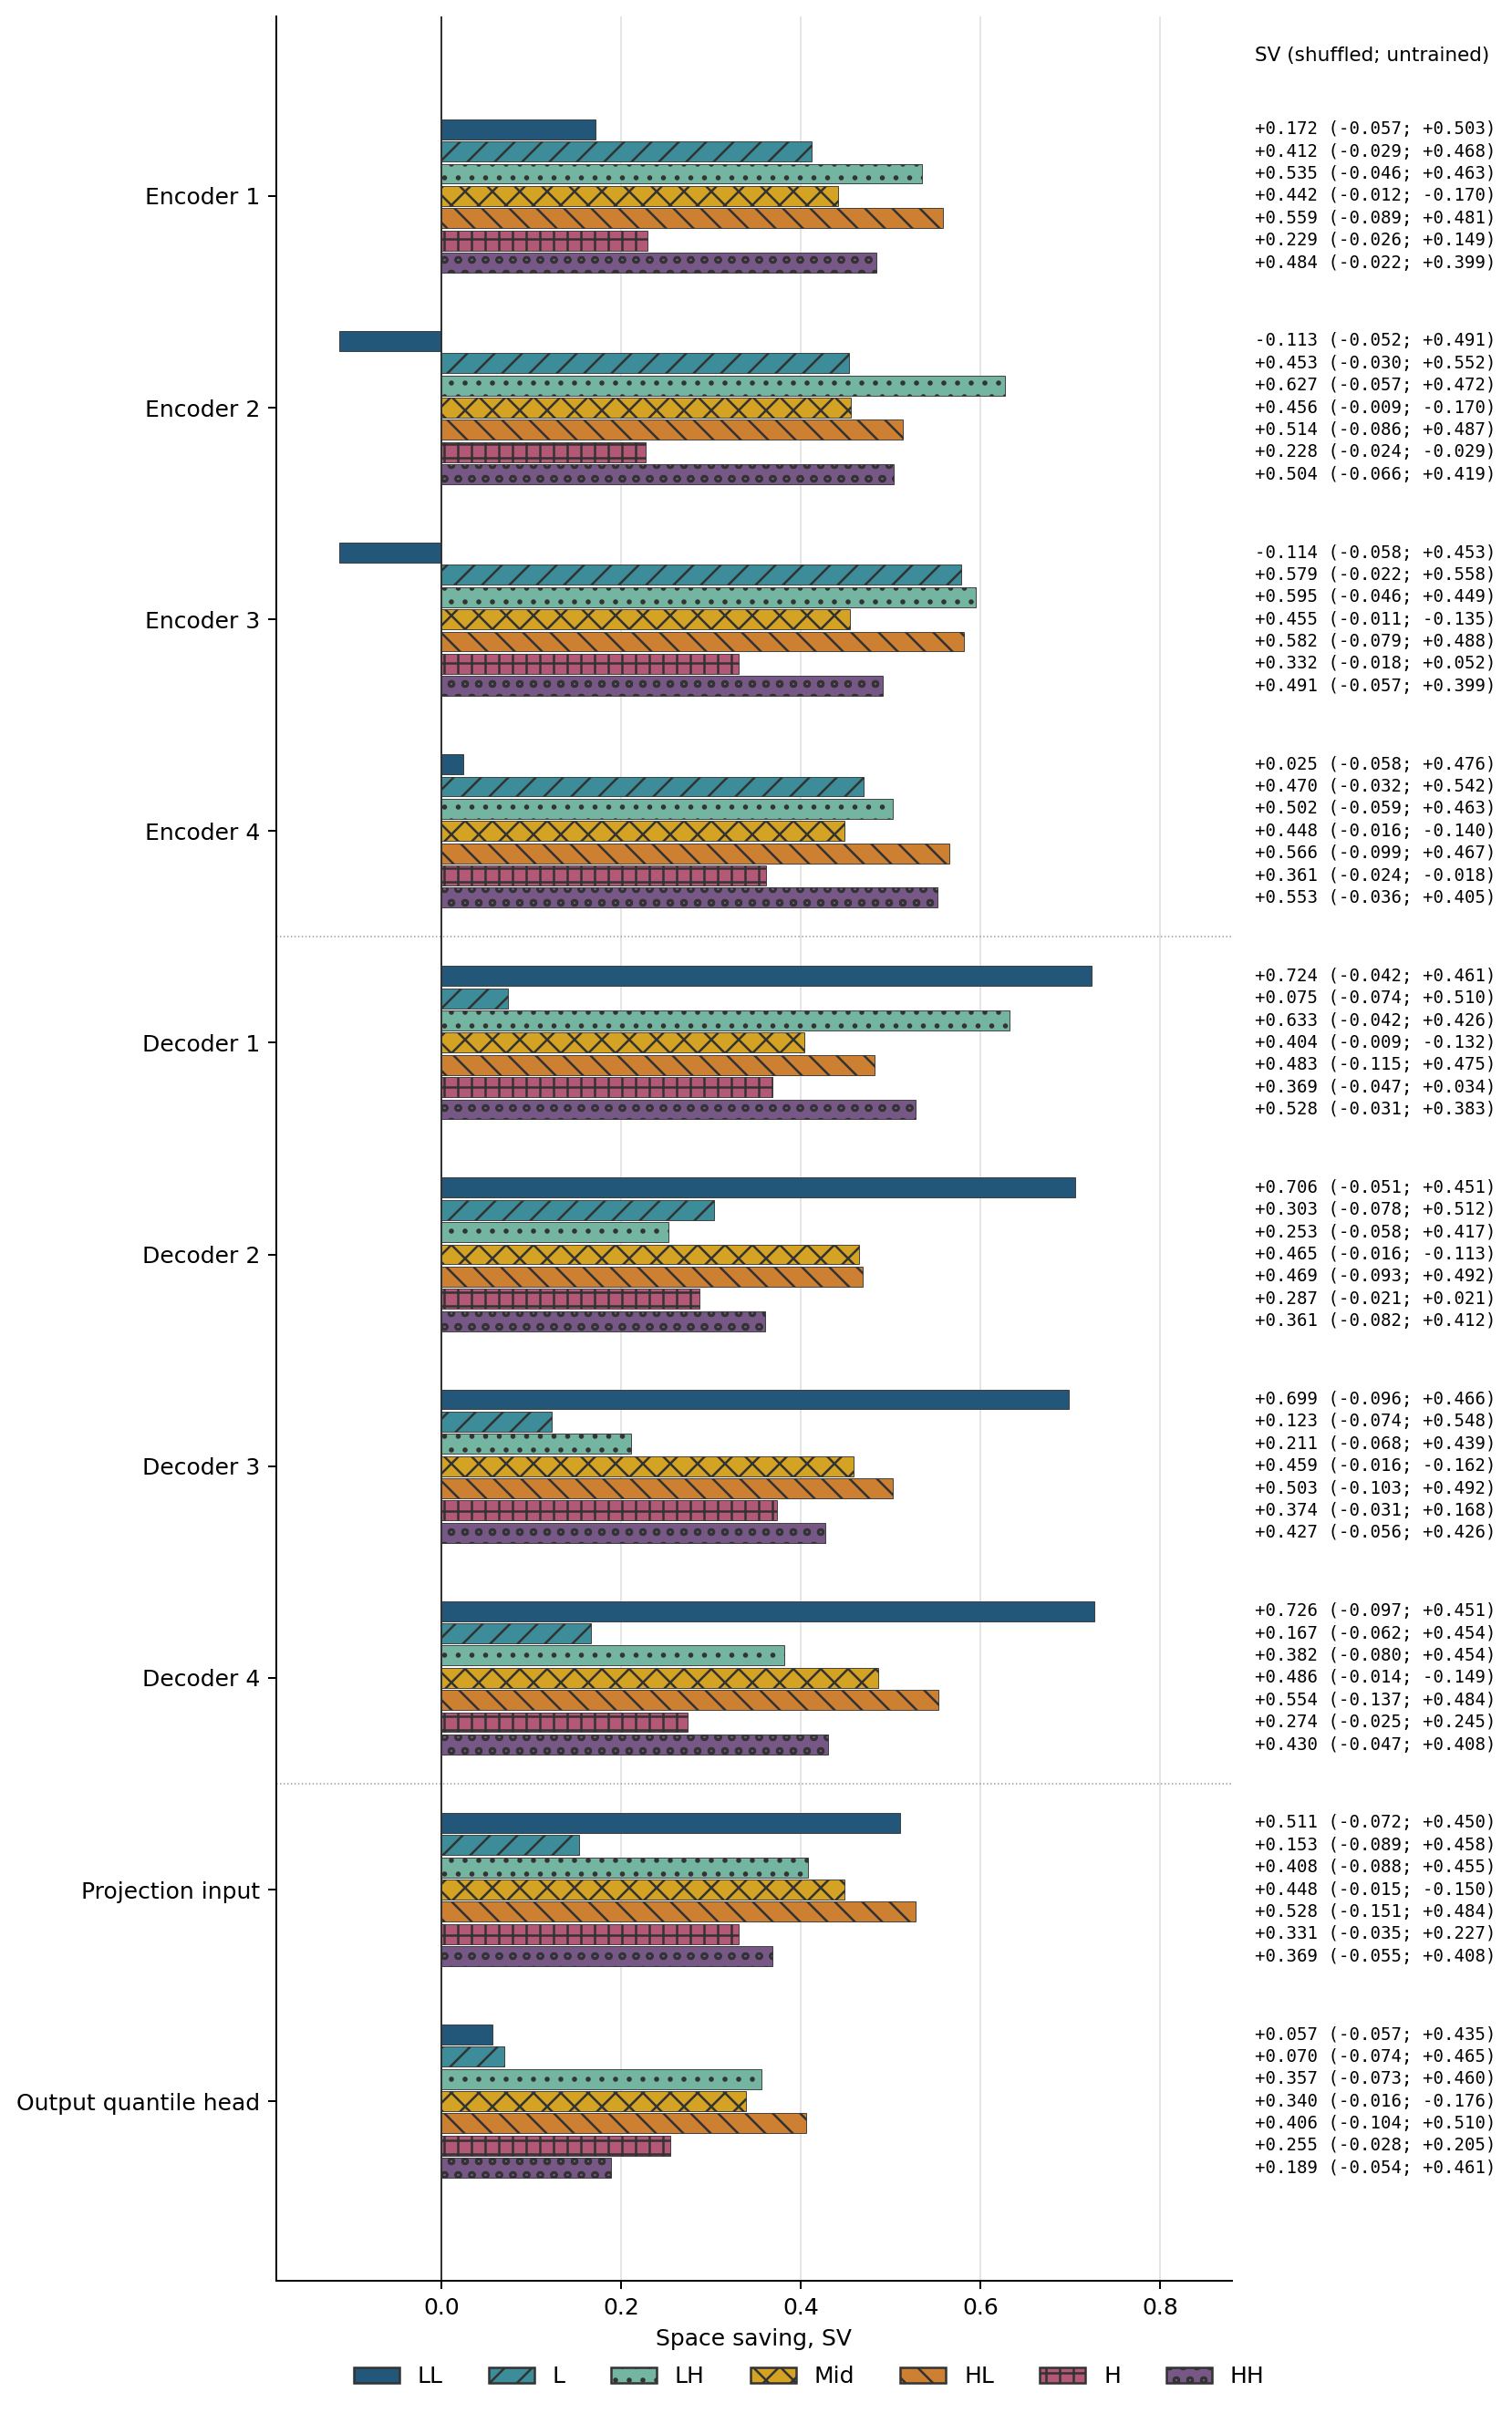 SV (shuffled; untrained)
Encoder 1
+0.172 (-0.057; +0.503)
+0.412 (-0.029; +0.468)
+0.535 (-0.046; +0.463)
+0.442 (-0.012; -0.170)
+0.559 (-0.089; +0.481)
+0.229 (-0.026; +0.149)
+0.484 (-0.022; +0.399)
Encoder 2
-0.113 (-0.052; +0.491)
+0.453 (-0.030; +0.552)
+0.627 (-0.057; +0.472)
+0.456 (-0.009; -0.170)
+0.514 (-0.086; +0.487)
+0.228 (-0.024; -0.029)
+0.504 (-0.066; +0.419)
Encoder 3
-0.114 (-0.058; +0.453)
+0.579 (-0.022; +0.558)
+0.595 (-0.046; +0.449)
+0.455 (-0.011; -0.135)
+0.582 (-0.079; +0.488)
+0.332 (-0.018; +0.052)
+0.491 (-0.057; +0.399)
Encoder 4
+0.025 (-0.058; +0.476)
+0.470 (-0.032; +0.542)
+0.502 (-0.059; +0.463)
+0.448 (-0.016; -0.140)
+0.566 (-0.099; +0.467)
+0.361 (-0.024; -0.018)
+0.553 (-0.036; +0.405)
Decoder 1
+0.724 (-0.042; +0.461)
+0.075 (-0.074; +0.510)
+0.633 (-0.042; +0.426)
+0.404 (-0.009; -0.132)
+0.483 (-0.115; +0.475)
+0.369 (-0.047; +0.034)
+0.528 (-0.031; +0.383)
Decoder 2
+0.706 (-0.051; +0.451)
+0.303 (-0.078; +0.512)
+0.253 (-0.058; +0.417)
+0.465 (-0.016; -0.113)
+0.469 (-0.093; +0.492)
+0.287 (-0.021; +0.021)
+0.361 (-0.082; +0.412)
Decoder 3
+0.699 (-0.096; +0.466)
+0.123 (-0.074; +0.548)
+0.211 (-0.068; +0.439)
+0.459 (-0.016; -0.162)
+0.503 (-0.103; +0.492)
+0.374 (-0.031; +0.168)
+0.427 (-0.056; +0.426)
Decoder 4
+0.726 (-0.097; +0.451)
+0.167 (-0.062; +0.454)
+0.382 (-0.080; +0.454)
+0.486 (-0.014; -0.149)
+0.554 (-0.137; +0.484)
+0.274 (-0.025; +0.245)
+0.430 (-0.047; +0.408)
Projection input
+0.511 (-0.072; +0.450)
+0.153 (-0.089; +0.458)
+0.408 (-0.088; +0.455)
+0.448 (-0.015; -0.150)
+0.528 (-0.151; +0.484)
+0.331 (-0.035; +0.227)
+0.369 (-0.055; +0.408)
Output quantile head
+0.057 (-0.057; +0.435)
+0.070 (-0.074; +0.465)
+0.357 (-0.073; +0.460)
+0.340 (-0.016; -0.176)
+0.406 (-0.104; +0.510)
+0.255 (-0.028; +0.205)
+0.189 (-0.054; +0.461)
0.0 0.2 0.4 0.6 0.8
Space saving, SV
LL L LH Mid HL H HH